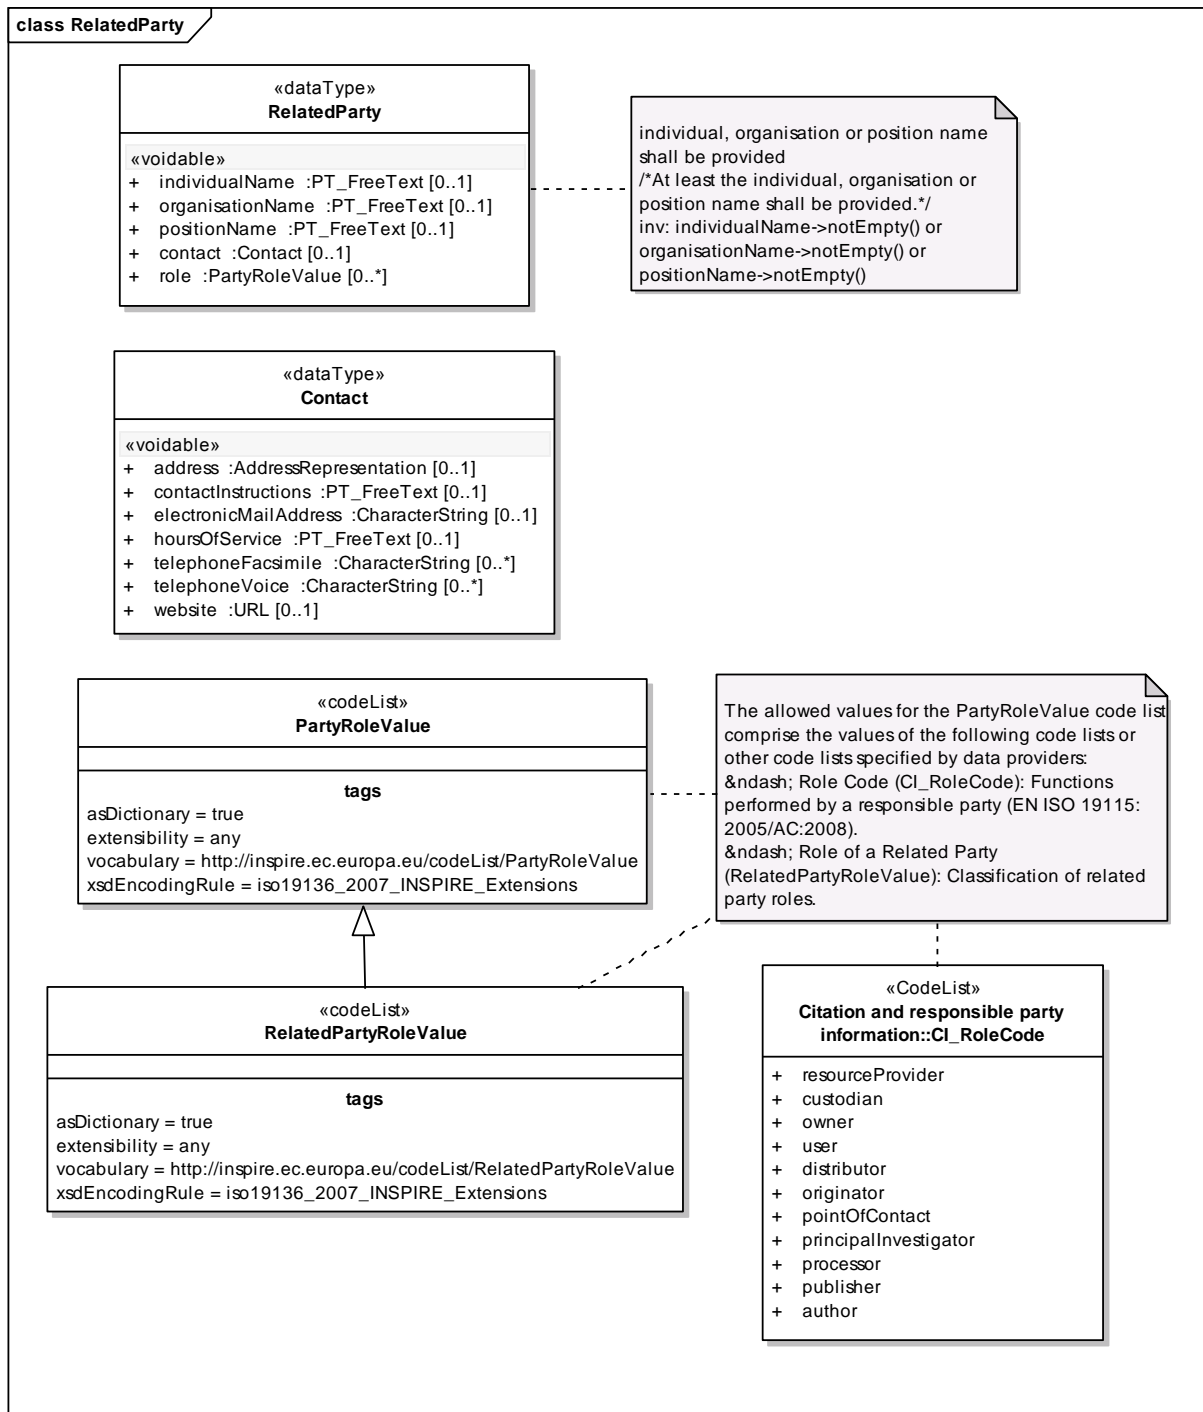 class RelatedParty
«dataType»
RelatedParty
«voidable»
+ individualName :PT_FreeText [0..1]
+ organisationName :PT_FreeText [0..1]
+ positionName :PT_FreeText [0..1]
+ contact :Contact [0..1]
+ role :PartyRoleValue [0..*]
individual, organisation or position name
shall be provided
/*At least the individual, organisation or
position name shall be provided.*/
inv: individualName->notEmpty() or
organisationName->notEmpty() or
positionName->notEmpty()
«dataType»
Contact
«voidable»
+ address :AddressRepresentation [0..1]
+ contactInstructions :PT_FreeText [0..1]
+ electronicMailAddress :CharacterString [0..1]
+ hoursOfService :PT_FreeText [0..1]
+ telephoneFacsimile :CharacterString [0..*]
+ telephoneVoice :CharacterString [0..*]
+ website :URL [0..1]
«codeList»
PartyRoleValue
tags
asDictionary = true
extensibility = any
vocabulary = http://inspire.ec.europa.eu/codeList/PartyRoleValue
xsdEncodingRule = iso19136_2007_INSPIRE_Extensions
The allowed values for the PartyRoleValue code list
comprise the values of the following code lists or
other code lists specified by data providers:
&ndash; Role Code (CI_RoleCode): Functions
performed by a responsible party (EN ISO 19115:
2005/AC:2008).
&ndash; Role of a Related Party
(RelatedPartyRoleValue): Classification of related
party roles.
«codeList»
RelatedPartyRoleValue
tags
asDictionary = true
extensibility = any
vocabulary = http://inspire.ec.europa.eu/codeList/RelatedPartyRoleValue
xsdEncodingRule = iso19136_2007_INSPIRE_Extensions
«CodeList»
Citation and responsible party
information::CI_RoleCode
+ resourceProvider
+ custodian
+ owner
+ user
+ distributor
+ originator
+ pointOfContact
+ principalInvestigator
+ processor
+ publisher
+ author